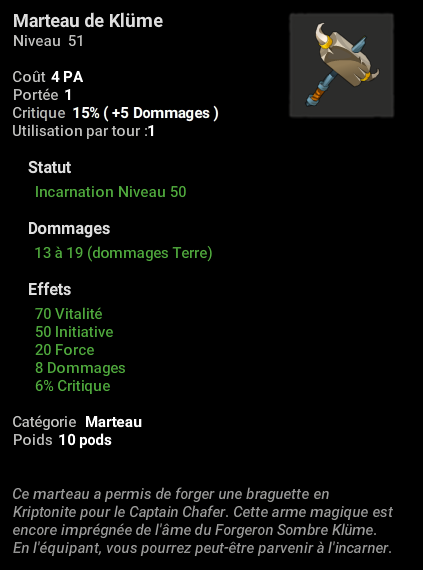 Marteau de Klüme
Niveau 51
Coût 4 PA
Portée 1
Critique 15% ( +5 Dommages )
Utilisation par tour :1
Statut
Incarnation Niveau 50
Dommages
13 à 19 (dommages Terre)
Effets
70 Vitalité
50 Initiative
20 Force
8 Dommages
6% Critique
Catégorie Marteau
Poids 10 pods
Ce marteau a permis de forger une braguette en
Kriptonite pour le Captain Chafer. Cette arme magique est
encore imprégnée de l'âme du Forgeron Sombre Klüme.
En l'équipant, vous pourrez peut-être parvenir à l'incarner.